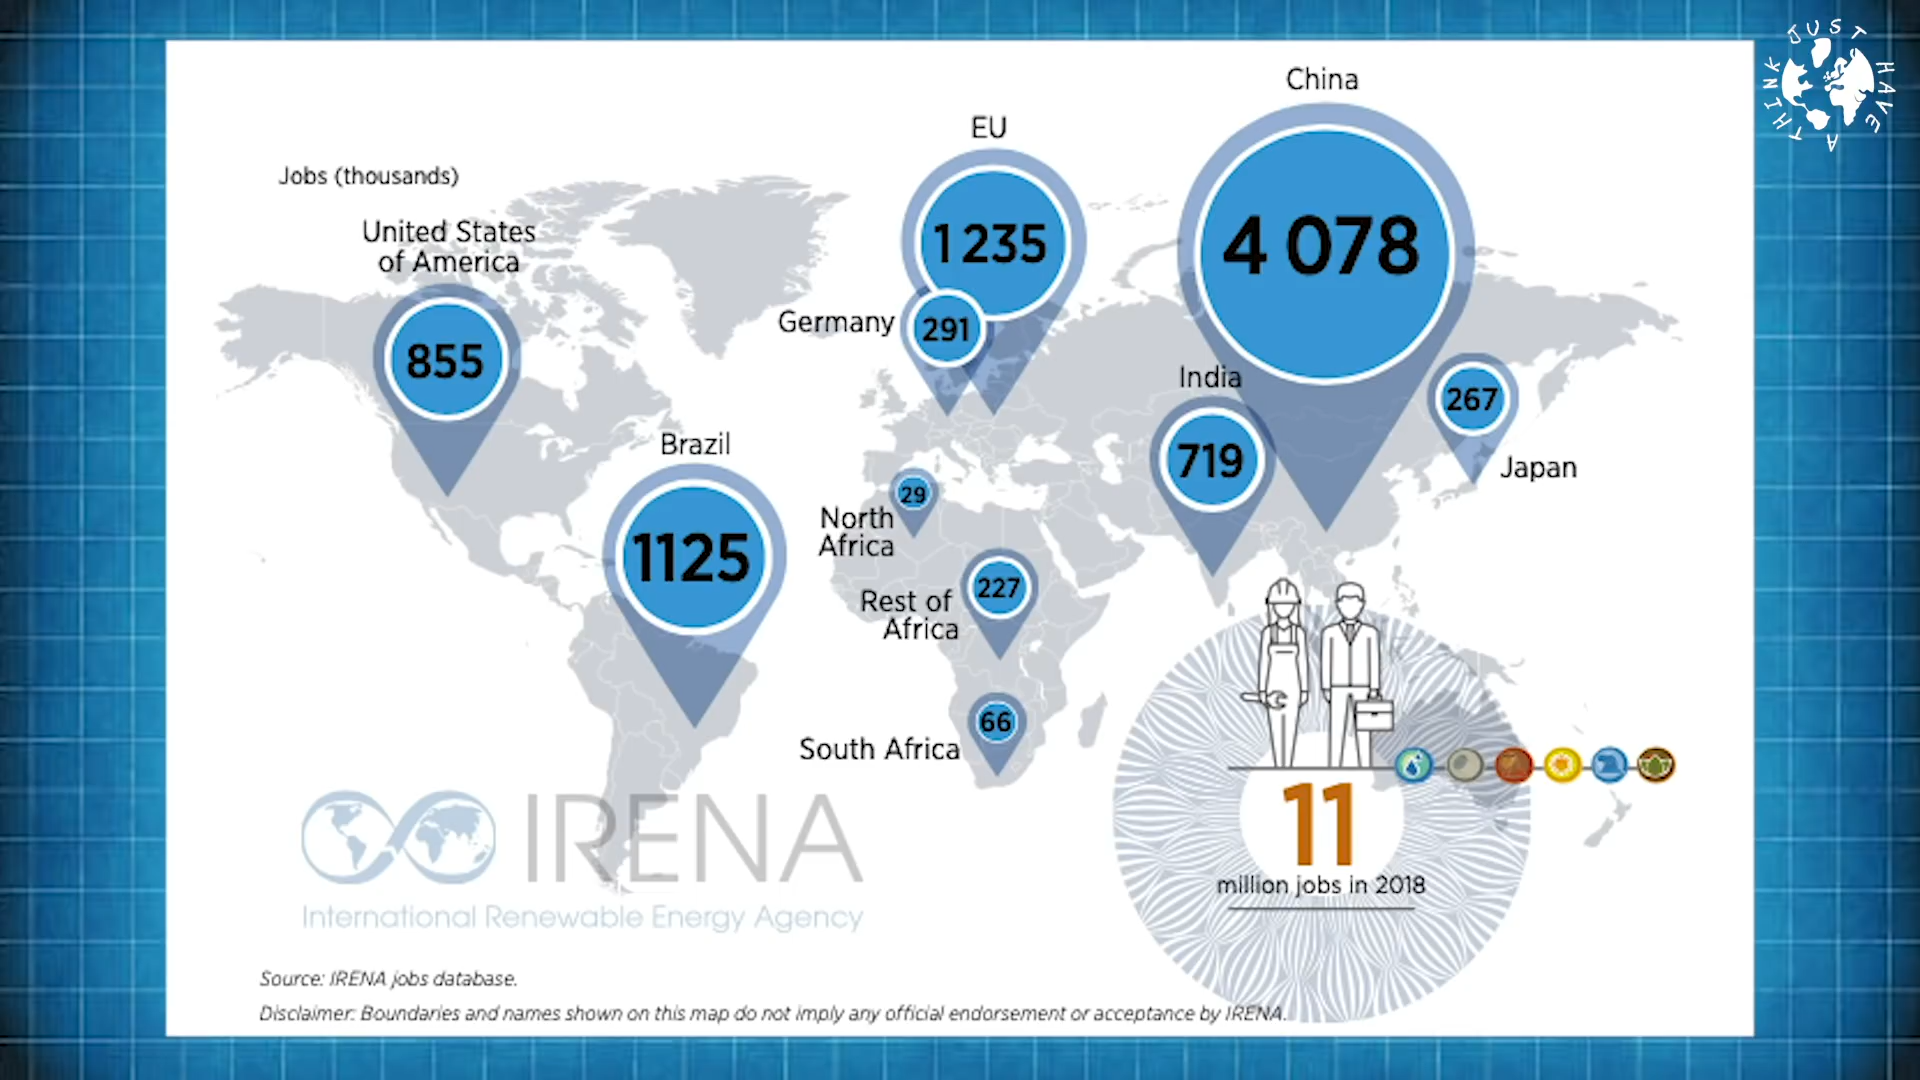 JUST HAVE A THINK
China
EU
Jobs (thousands)
United States
of America
1 235
4 078
Germany
291
855
India
267
Brazil
719
Japan
29
North
Africa
1125
227
Rest of
Africa
66
South Africa
IRENA
International Renewable Energy Agency
11
million jobs in 2018
Source: IRENA jobs database.
Disclaimer: Boundaries and names shown on this map do not imply any official endorsement or acceptance by IRENA.